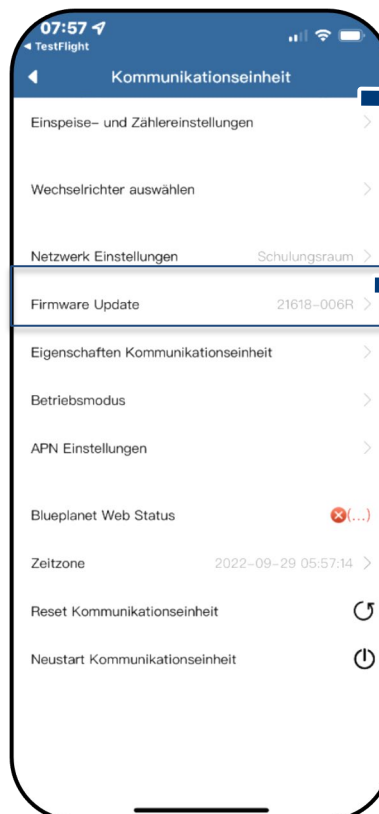 07:57
◀ TestFlight
Kommunikationseinheit
Einspeise- und Zählereinstellungen
Wechselrichter auswählen
Netzwerk Einstellungen Schulungsraum
Firmware Update 21618-006R
Eigenschaften Kommunikationseinheit
Betriebsmodus
APN Einstellungen
Blueplanet Web Status (...)
Zeitzone 2022-09-29 05:57:14
Reset Kommunikationseinheit
Neustart Kommunikationseinheit